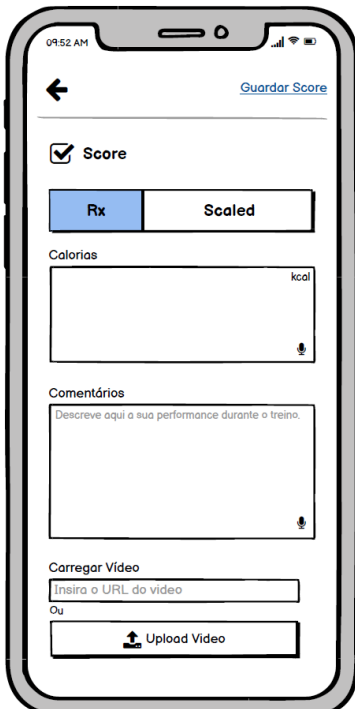 09:52 AM
Guardar Score
Score
Rx Scaled
Calorias
kcal
Comentários
Descreve aqui a sua performance durante o treino.
Carregar Vídeo
Insira o URL do video
Ou
Upload Video